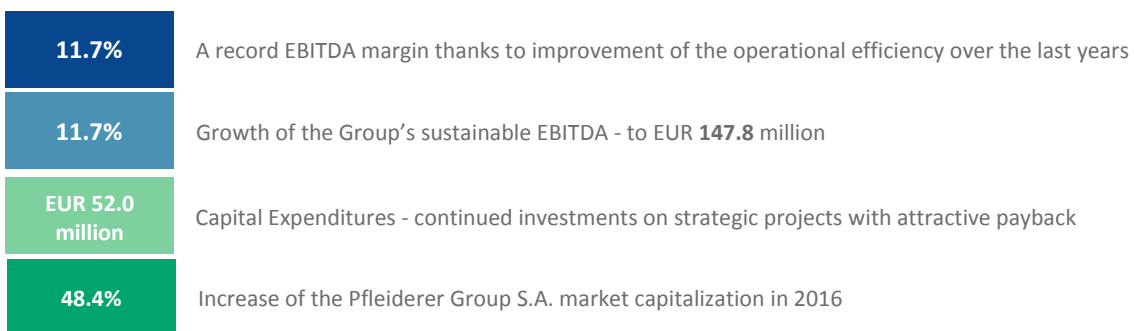 11.7%
A record EBITDA margin thanks to improvement of the operational efficiency over the last years
11.7%
Growth of the Group’s sustainable EBITDA - to EUR 147.8 million
EUR 52.0
million
Capital Expenditures - continued investments on strategic projects with attractive payback
48.4%
Increase of the Pfleiderer Group S.A. market capitalization in 2016